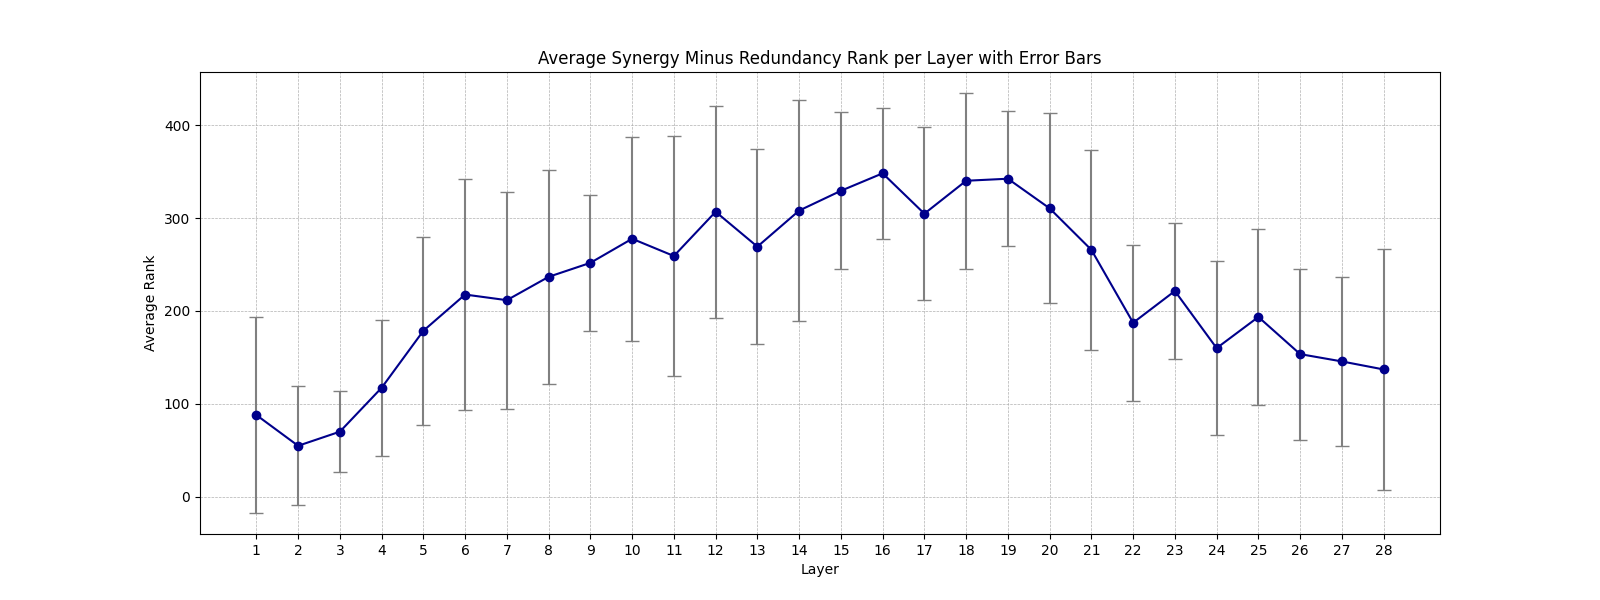 Average Synergy Minus Redundancy Rank per Layer with Error Bars
400
300
200
100
0
Average Rank
1 2 3 4 5 6 7 8 9 10 11 12 13 14 15 16 17 18 19 20 21 22 23 24 25 26 27 28
Layer